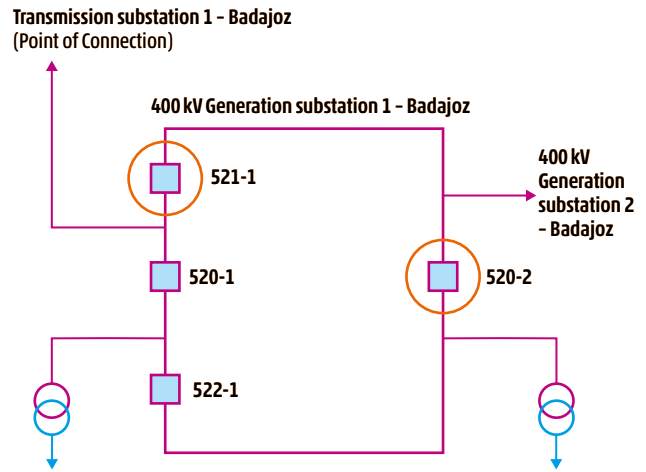 Transmission substation 1 – Badajoz
(Point of Connection)
400 kV Generation substation 1 – Badajoz
521-1
400 kV
Generation
substation 2
– Badajoz
520-1
520-2
522-1